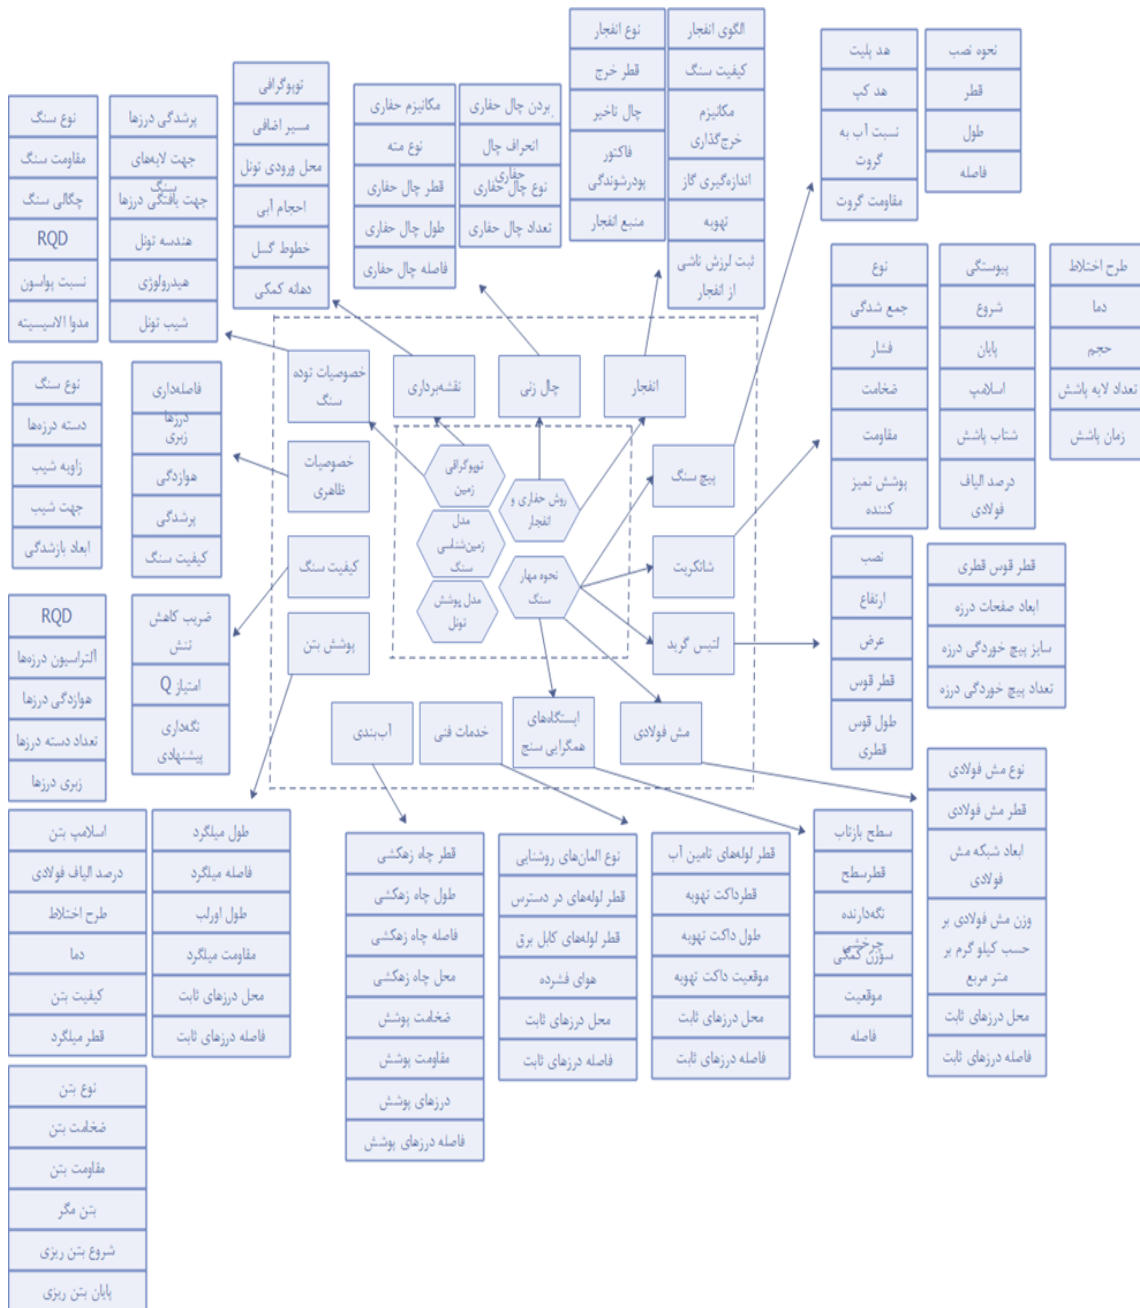 الگوی انفجار
کیفیت سنگ
مکانیزم
خرج‌گذاری
اندازه‌گیری گاز
تهویه
ثبت لرزش ناشی
از انفجار
نوع انفجار
قطر خرج
چال تاخیر
فاکتور
پودرشوندگی
منبع انفجار
نحوه نصب
قطر
طول
فاصله
هد پلیت
هد کپ
نسبت آب به
گروت
مقاومت گروت
بردن چال حفاری
انحراف چال
حفاری
نوع چال حفاری
تعداد چال حفاری
مکانیزم حفاری
نوع مته
قطر چال حفاری
طول چال حفاری
فاصله چال حفاری
توپوگرافی
مسیر اضافی
محل ورودی تونل
احجام آبی
خطوط گسل
دهانه کمکی
پرشدگی درزها
جهت لایه‌های
سنگ
جهت یافتگی درزها
هندسه تونل
هیدرولوژی
شیب تونل
نوع سنگ
مقاومت سنگ
چگالی سنگ
RQD
نسبت پواسون
مدوا الاسیسیته
طرح اختلاط
دما
حجم
تعداد لایه پاشش
زمان پاشش
پیوستگی
شروع
پایان
اسلامپ
شتاب پاشش
درصد الیاف
فولادی
نوع
جمع شدگی
فشار
ضخامت
مقاومت
پوشش تمیز
کننده
انفجار
چال زنی
نقشه‌برداری
خصوصیات توده
سنگ
خصوصیات
ظاهری
کیفیت سنگ
پوشش بتن
توپوگرافی
زمین
مدل
زمین‌شناسی
سنگ
مدل پوشش
تونل
روش حفاری و
انفجار
نحوه مهار
سنگ
پیچ سنگ
شاتکریت
لتیس گرید
مش فولادی
ایستگاه‌های
همگرایی سنج
خدمات فنی
آب‌بندی
فاصله‌داری
درزها
زبری
هوازدگی
پرشدگی
کیفیت سنگ
نوع سنگ
دسته درزه‌ها
زاویه شیب
جهت شیب
ابعاد بازشدگی
ضریب کاهش
تنش
امتیاز Q
نگه‌داری
پیشنهادی
RQD
آلتراسیون درزه‌ها
هوازدگی درزها
تعداد دسته درزها
زبری درزها
قطر قوس قطری
ابعاد صفحات درزه
سایز پیچ خوردگی درزه
تعداد پیچ خوردگی درزه
نصب
ارتفاع
عرض
قطر قوس
طول قوس
قطری
نوع مش فولادی
قطر مش فولادی
ابعاد شبکه مش
فولادی
وزن مش فولادی بر
حسب کیلو گرم بر
متر مربع
محل درزهای ثابت
فاصله درزهای ثابت
سطح بازتاب
قطرسطح
نگه‌دارنده
چرخشی
سوزن کمکی
موقعیت
فاصله
قطر لوله‌های تامین آب
قطرداکت تهویه
طول داکت تهویه
موقعیت داکت تهویه
محل درزهای ثابت
فاصله درزهای ثابت
نوع المان‌های روشنایی
قطر لوله‌های در دسترس
قطر لوله‌های کابل برق
هوای فشرده
محل درزهای ثابت
فاصله درزهای ثابت
قطر چاه زهکشی
طول چاه زهکشی
فاصله چاه زهکشی
محل چاه زهکشی
ضخامت پوشش
مقاومت پوشش
درزهای پوشش
فاصله درزهای پوشش
طول میلگرد
فاصله میلگرد
طول اورلب
مقاومت میلگرد
محل درزهای ثابت
فاصله درزهای ثابت
اسلامپ بتن
درصد الیاف فولادی
طرح اختلاط
دما
کیفیت بتن
قطر میلگرد
نوع بتن
ضخامت بتن
مقاومت بتن
بتن مگر
شروع بتن ریزی
پایان بتن ریزی